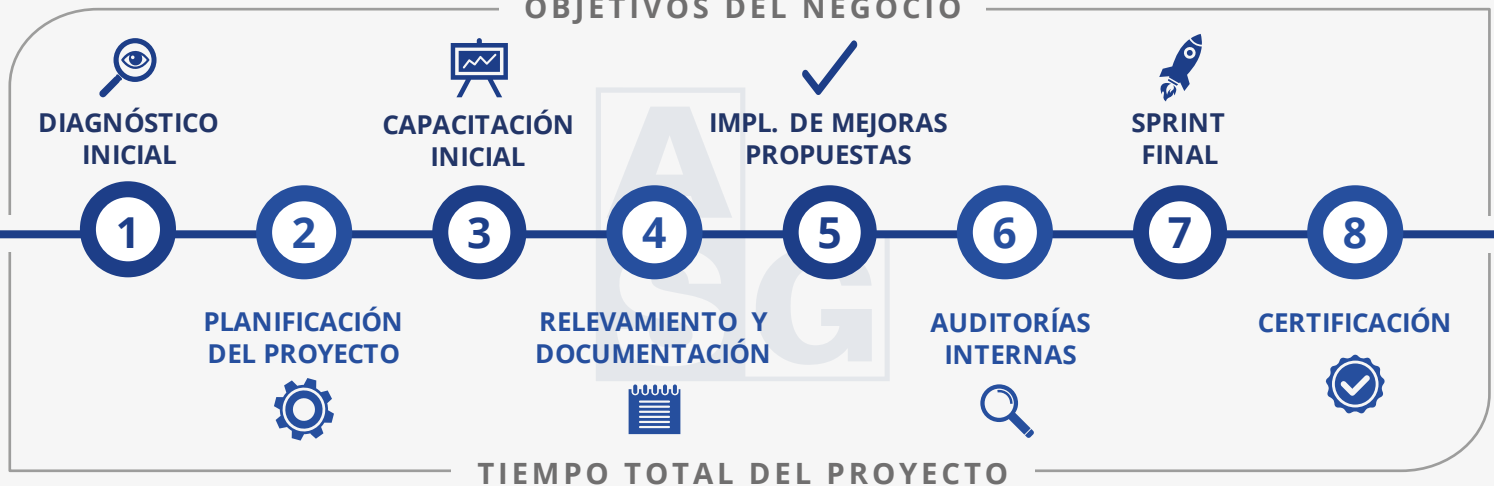 OBJETIVOS DEL NEGOCIO
DIAGNÓSTICO
INICIAL
CAPACITACIÓN
INICIAL
IMPL. DE MEJORAS
PROPUESTAS
SPRINT
FINAL
1
2
3
4
5
6
7
8
PLANIFICACIÓN
DEL PROYECTO
RELEVAMIENTO Y
DOCUMENTACIÓN
AUDITORÍAS
INTERNAS
CERTIFICACIÓN
A
SG
TIEMPO TOTAL DEL PROYECTO